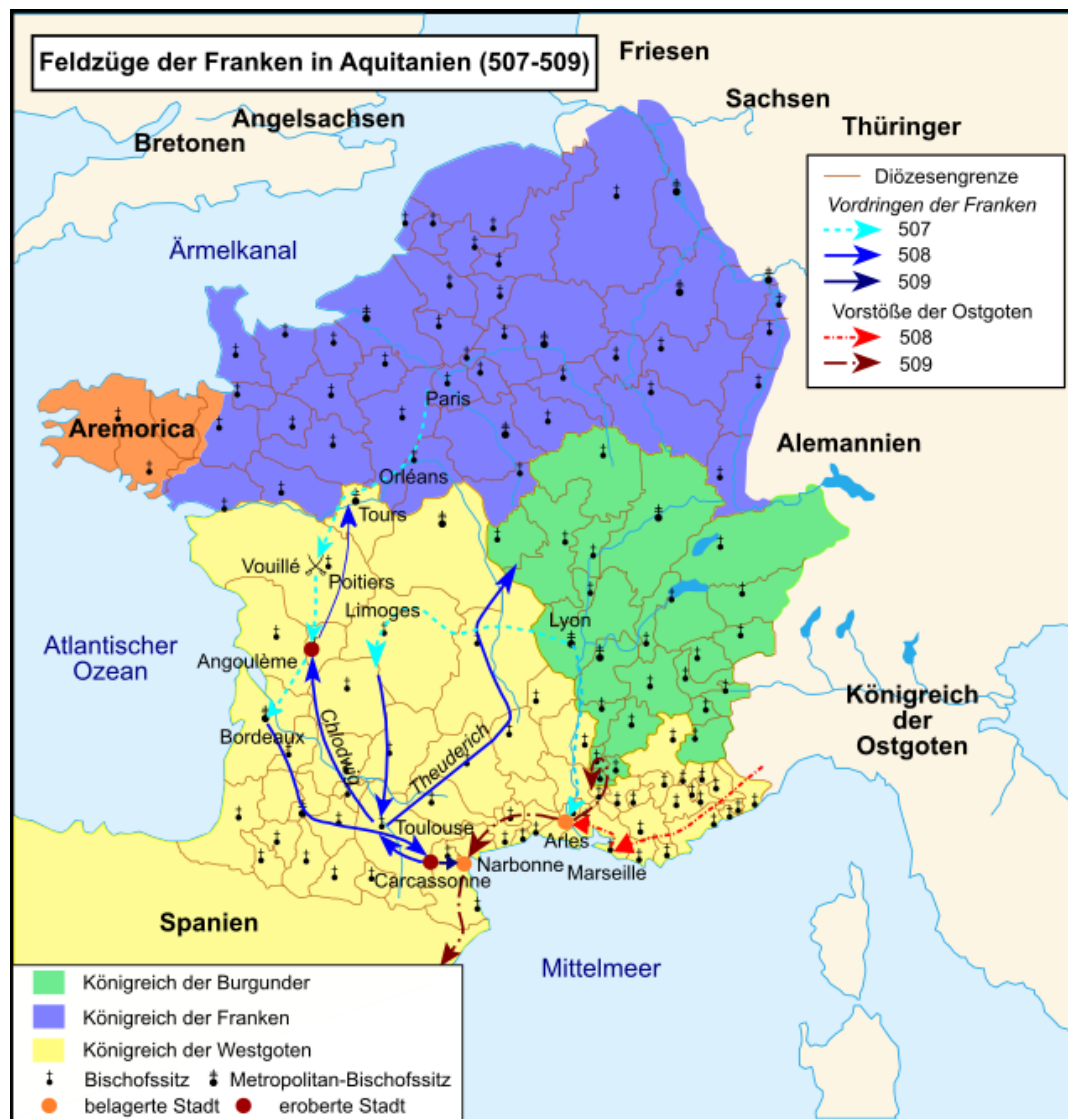 Feldzüge der Franken in Aquitanien (507-509)
Friesen
Sachsen
Angelsachsen
Bretonen
Thüringer
Diözesengrenze
Vordringen der Franken
507
508
509
Vorstöße der Ostgoten
508
509
Ärmelkanal
Paris
Aremorica
Alemannien
Orléans
Tours
Vouillé
Poitiers
Limoges
Lyon
Atlantischer
Ozean
Angoulème
Königreich
der
Ostgoten
Bordeaux
Chlodwig
Theuderich
Toulouse
Arles
Narbonne
Marseille
Carcassonne
Spanien
Mittelmeer
Königreich der Burgunder
Königreich der Franken
Königreich der Westgoten
Bischofssitz
Metropolitan-Bischofssitz
belagerte Stadt
eroberte Stadt